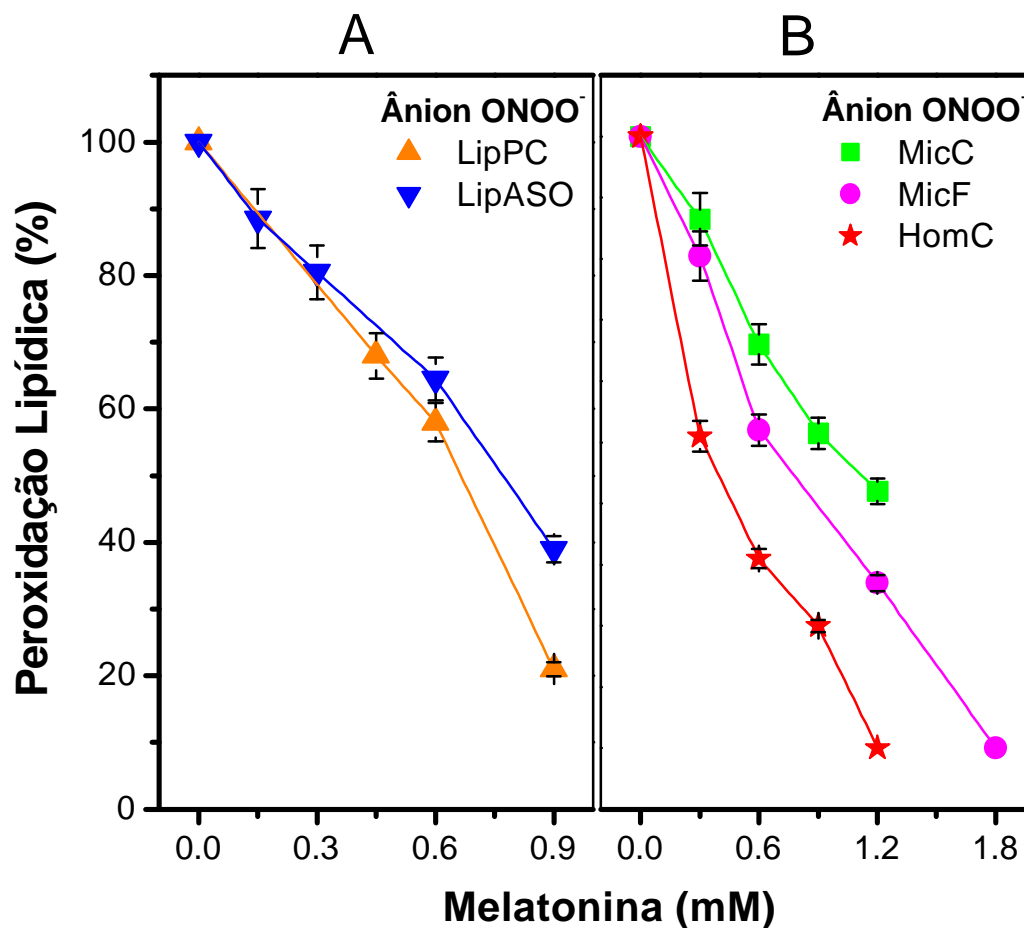 A
B
Ânion ONOO⁻
LipPC
LipASO
Ânion ONOO⁻
MicC
MicF
HomC
Peroxidação Lipídica (%)
100
80
60
40
20
0
0.0 0.3 0.6 0.9
0.0 0.6 1.2 1.8
Melatonina (mM)